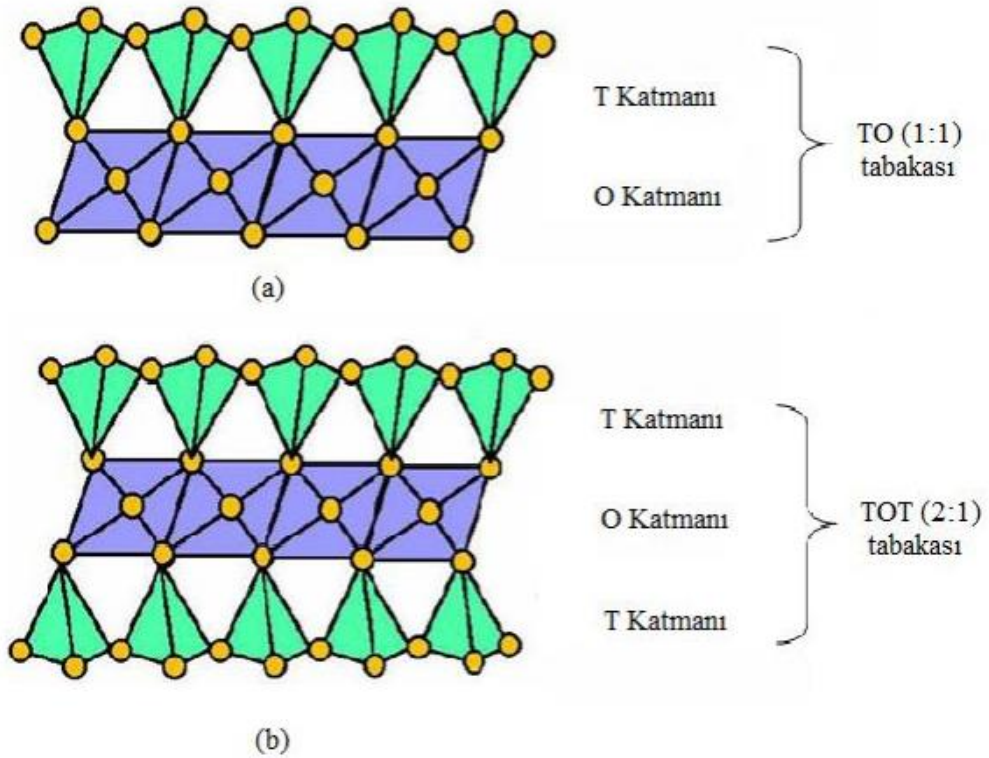 T Katmanı
TO (1:1)
tabakası
O Katmanı
(a)
T Katmanı
O Katmanı
TOT (2:1)
tabakası
T Katmanı
(b)